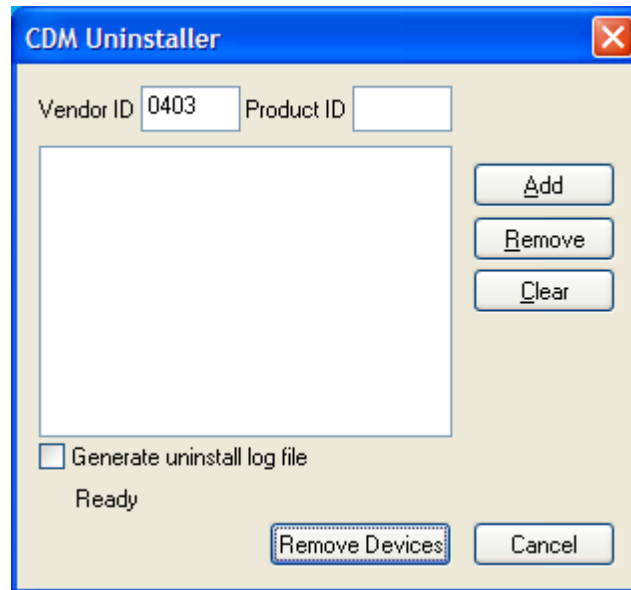 CDM Uninstaller
Vendor ID 0403 Product ID
Add
Remove
Clear
Generate uninstall log file
Ready
Remove Devices Cancel